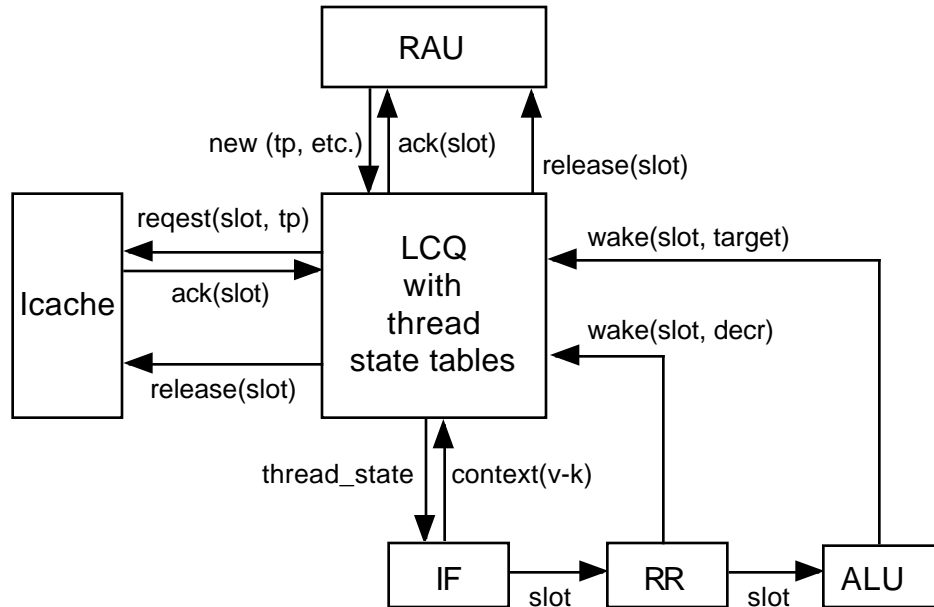 RAU
new (tp, etc.)
ack(slot)
release(slot)
reqest(slot, tp)
wake(slot, target)
LCQ
with
thread
state tables
Icache
ack(slot)
wake(slot, decr)
release(slot)
thread_state
context(v-k)
IF
slot
RR
slot
ALU